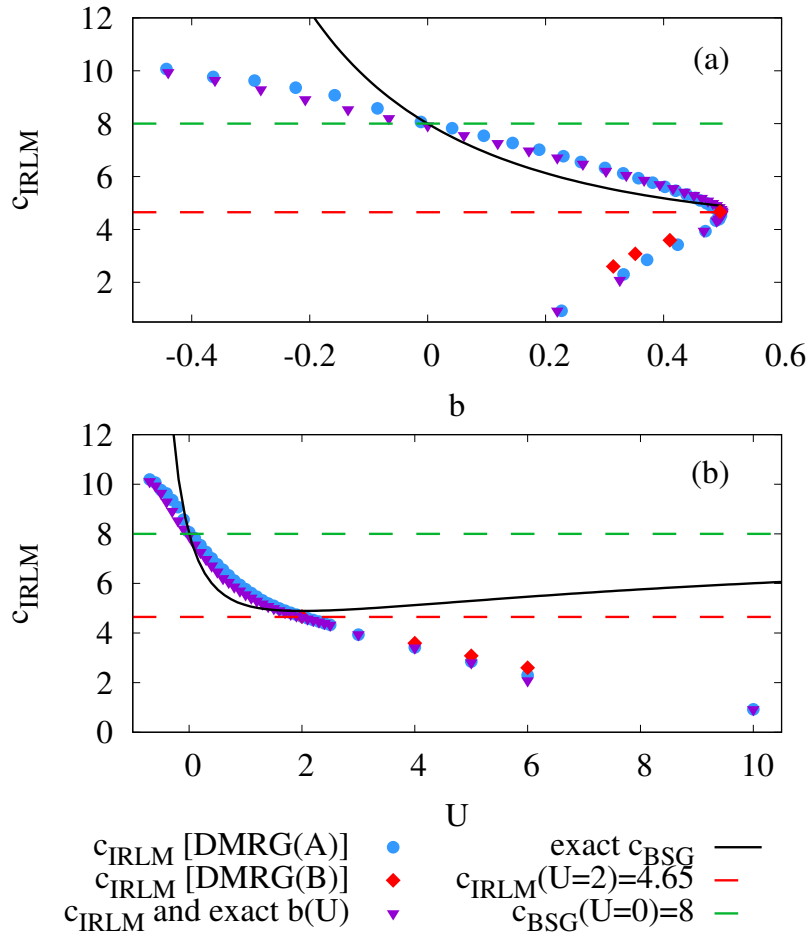 12
10
8
6
4
2
c_IRLM
(a)
-0.4 -0.2 0 0.2 0.4 0.6
b
12
10
8
6
4
2
0
c_IRLM
(b)
0 2 4 6 8 10
U
c_IRLM [DMRG(A)] exact c_BSG
c_IRLM [DMRG(B)] c_IRLM(U=2)=4.65
c_IRLM and exact b(U) c_BSG(U=0)=8